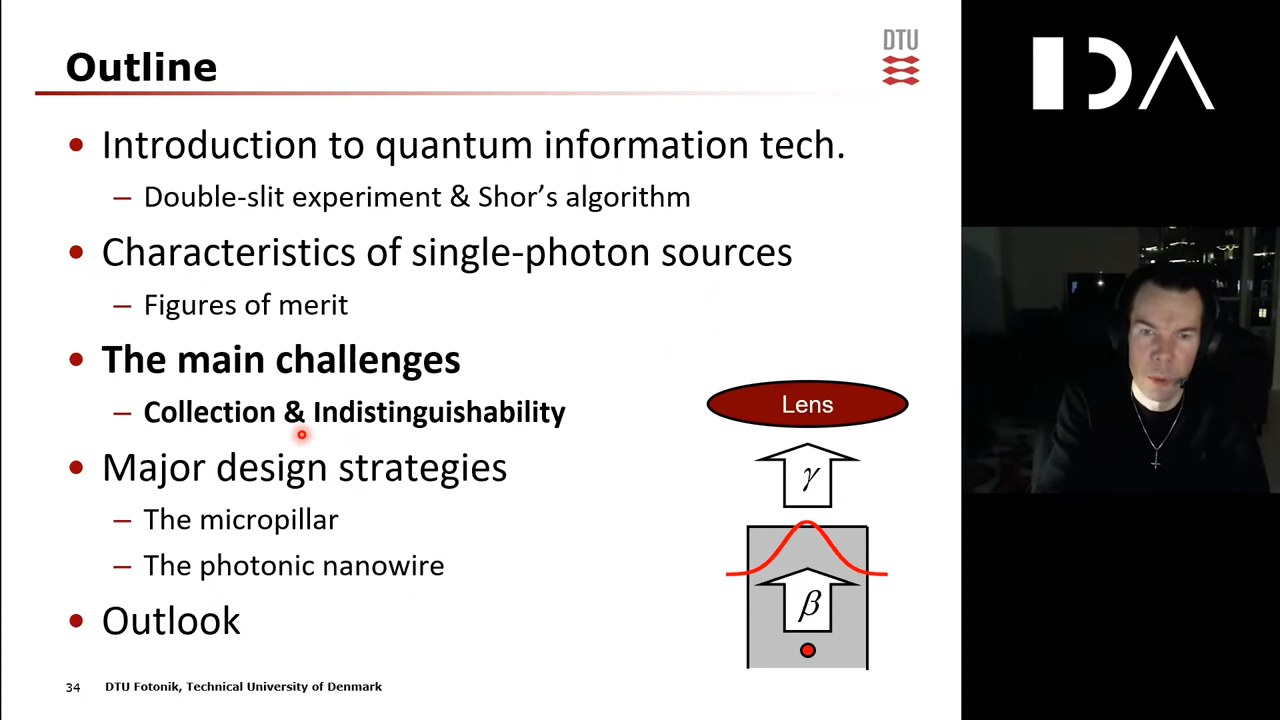 Outline
DTU
• Introduction to quantum information tech.
– Double-slit experiment & Shor's algorithm
• Characteristics of single-photon sources
– Figures of merit
• The main challenges
– Collection & Indistinguishability
• Major design strategies
– The micropillar
– The photonic nanowire
• Outlook
Lens
γ
β
34 DTU Fotonik, Technical University of Denmark
IDA